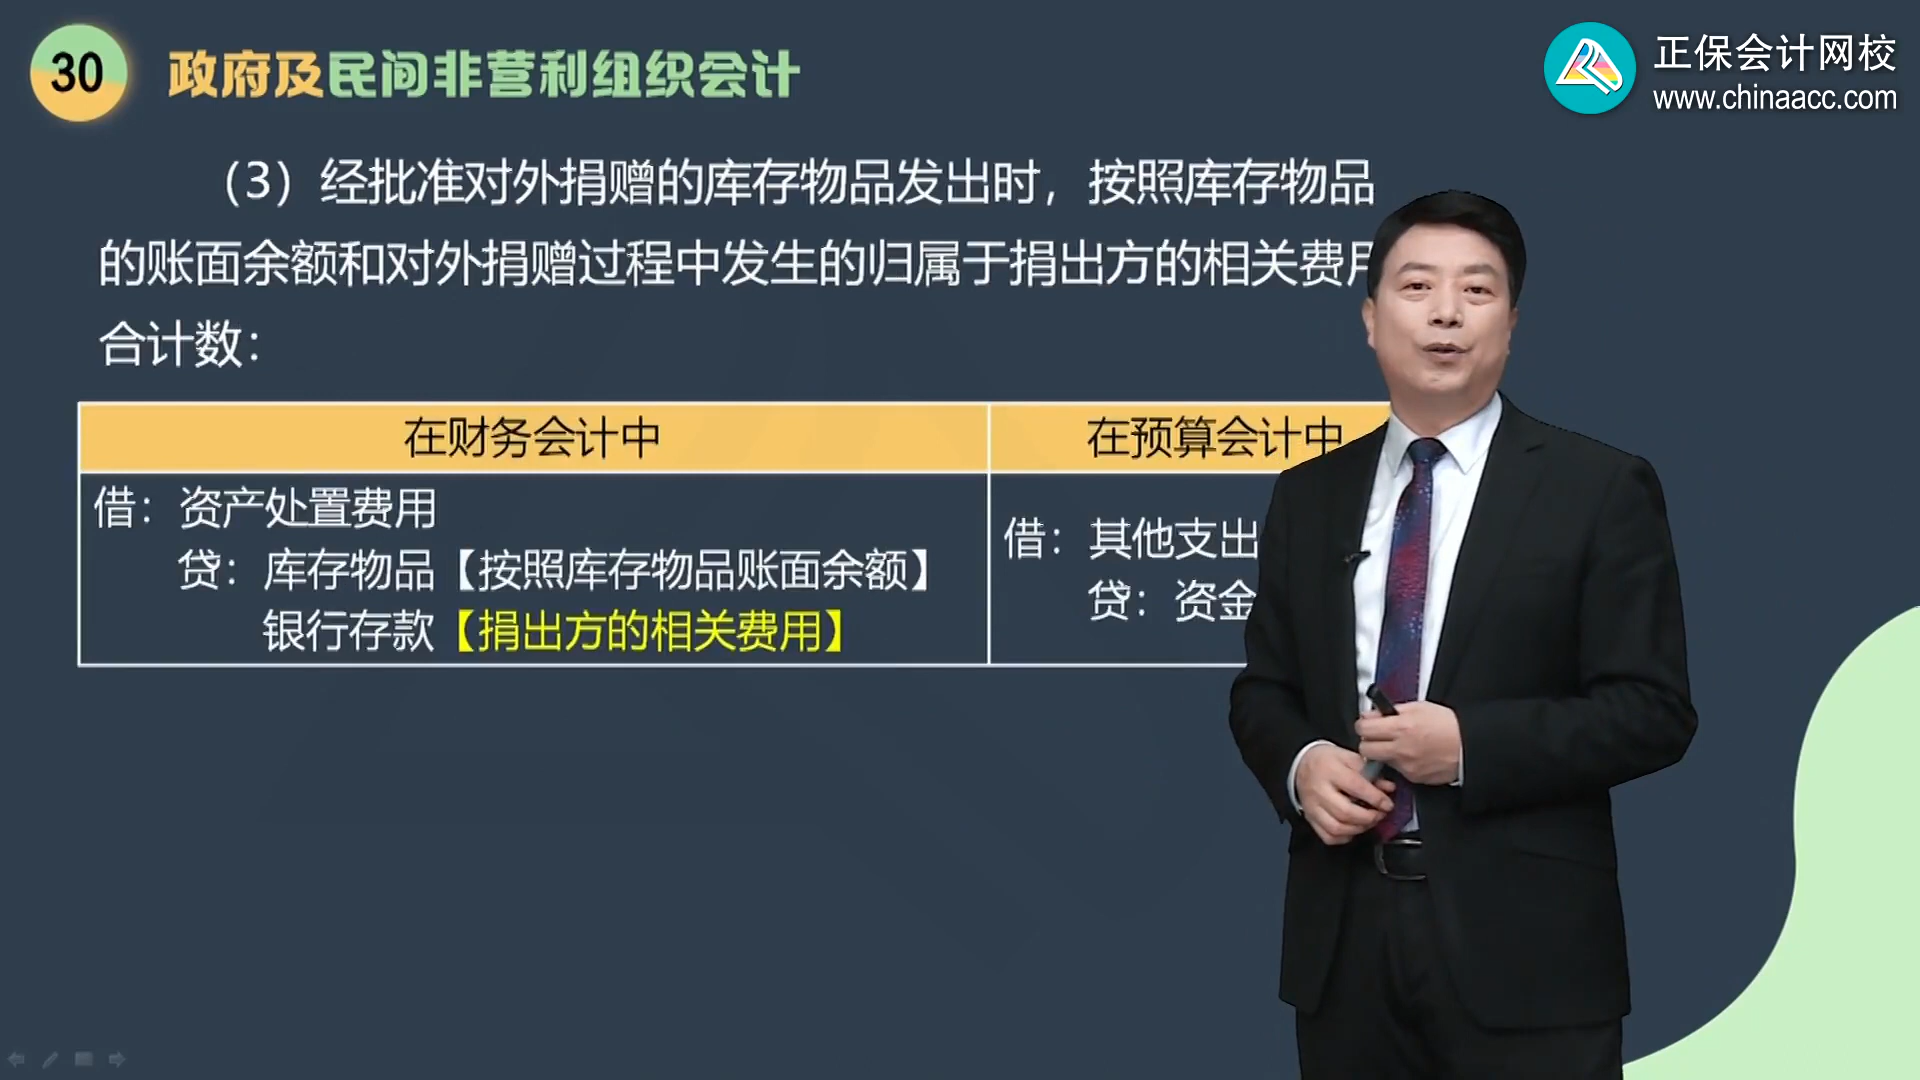 30
政府及民间非营利组织会计
正保会计网校
www.chinaacc.com
（3）经批准对外捐赠的库存物品发出时，按照库存物品
的账面余额和对外捐赠过程中发生的归属于捐出方的相关费用
合计数：
在财务会计中
在预算会计中
借：资产处置费用
贷：库存物品【按照库存物品账面余额】
银行存款【捐出方的相关费用】
借：其他支出
贷：资金